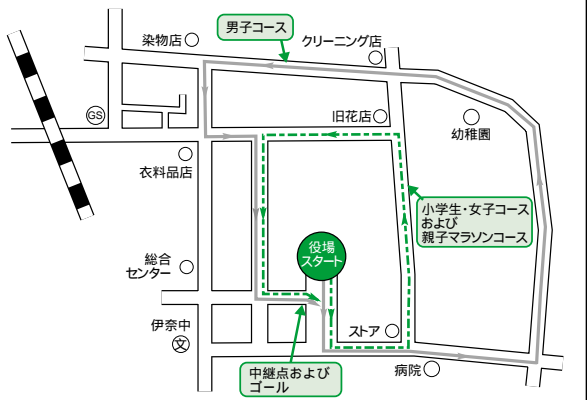 男子コース
染物店
クリーニング店
GS
旧花店
幼稚園
衣料品店
小学生・女子コース
および
親子マラソンコース
役場
スタート
総合
センター
伊奈中
文
ストア
中継点および
ゴール
病院